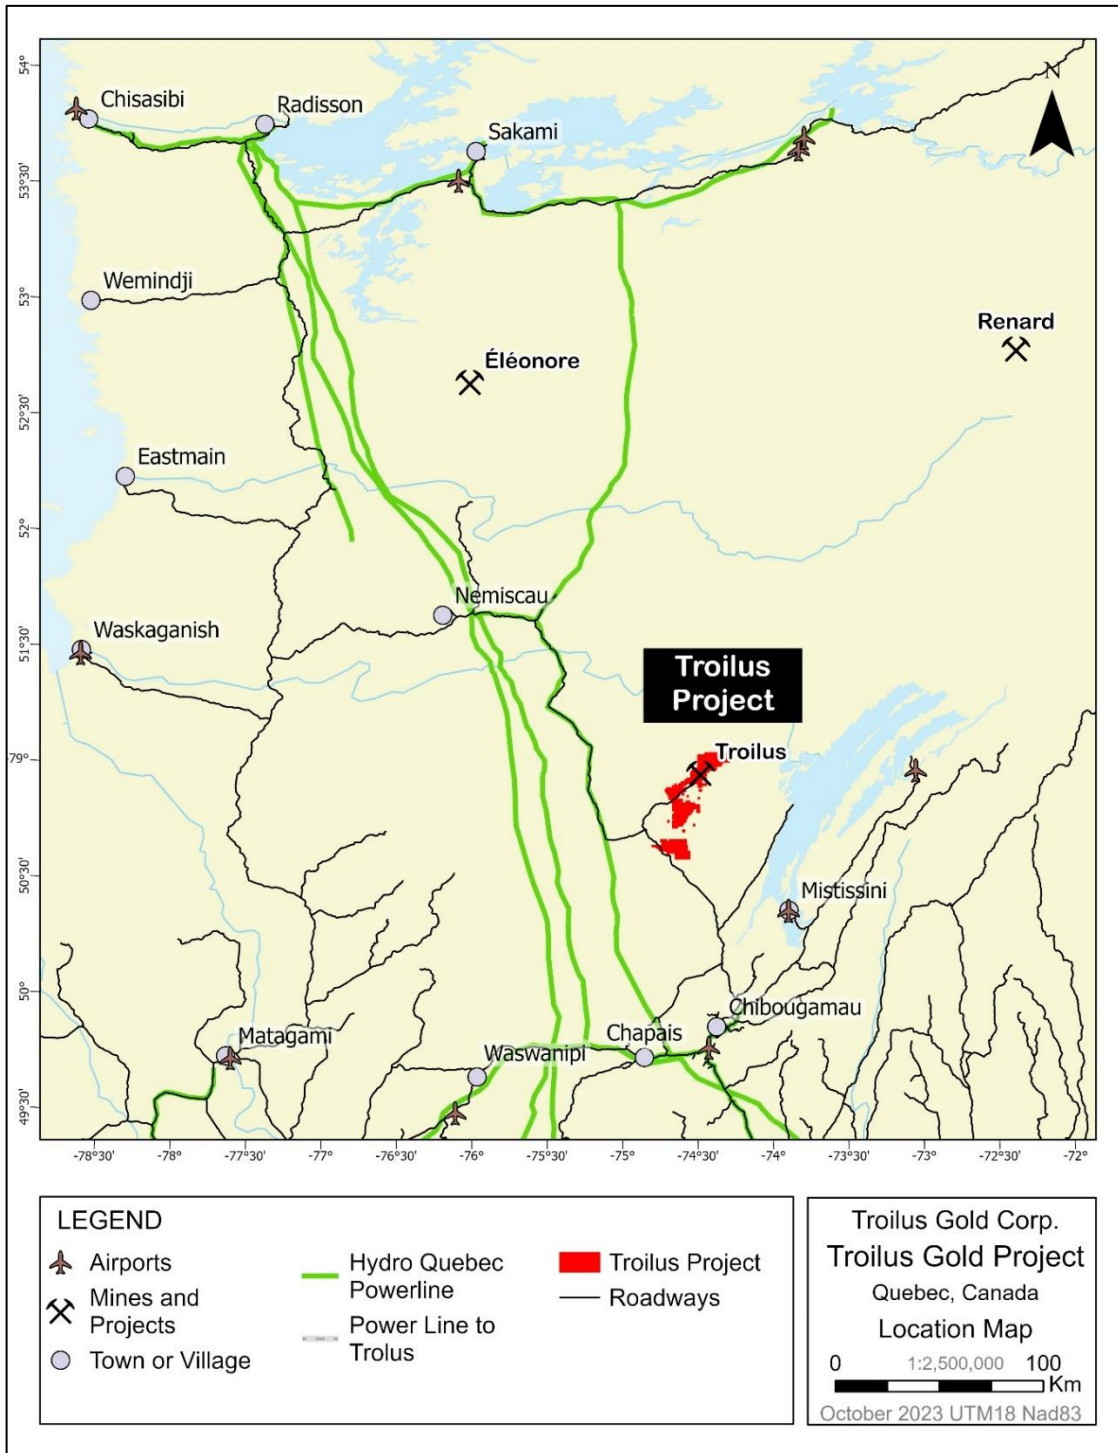 N
54°
53°30'
53°
52°30'
52°
51°30'
79°
50°30'
50°
49°30'
Chisasibi
Radisson
Sakami
Wemindji
Éléonore
Renard
Eastmain
Nemiscau
Waskaganish
Troilus
Project
Troilus
Mistissini
Chibougamau
Matagami
Chapais
Waswanipi
-78°30' -78° -77°30' -77° -76°30' -76° -75°30' -75° -74°30' -74° -73°30' -73° -72°30' -72°
LEGEND
Airports
Mines and
Projects
Town or Village
Hydro Quebec
Powerline
Power Line to
Trolus
Troilus Project
Roadways
Troilus Gold Corp.
Troilus Gold Project
Quebec, Canada
Location Map
0 1:2,500,000 100
Km
October 2023 UTM18 Nad83